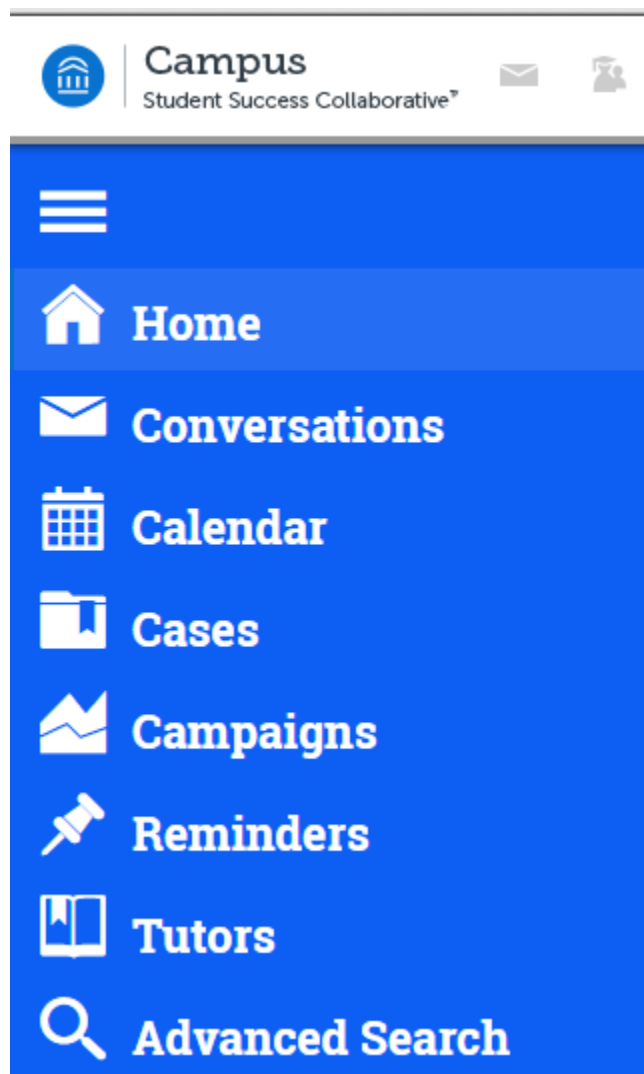 Campus
Student Success Collaborative™
Home
Conversations
Calendar
Cases
Campaigns
Reminders
Tutors
Advanced Search